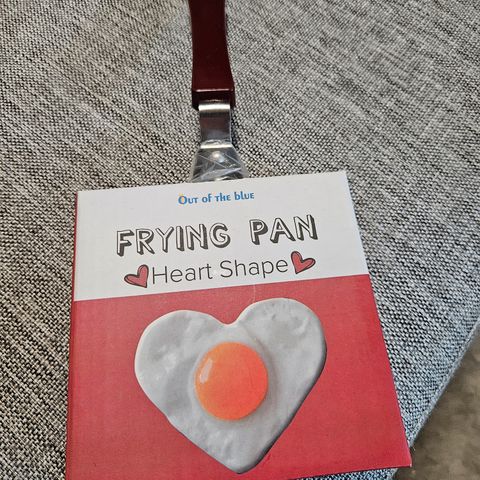 Out of the blue
FRYING PAN
Heart Shape